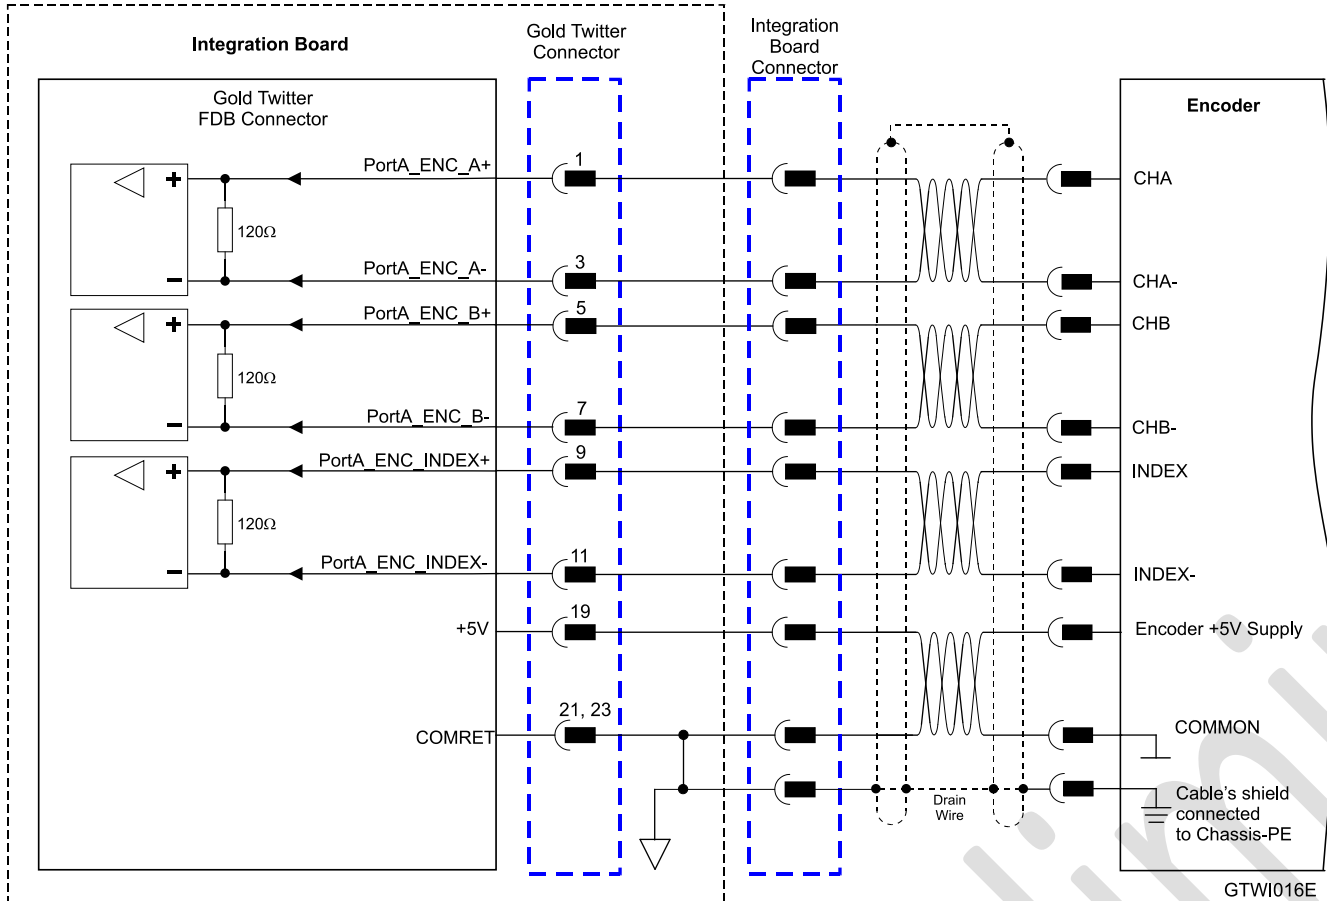 Integration Board
Gold Twitter
Connector
Integration
Board
Connector
Gold Twitter
FDB Connector
Encoder
PortA_ENC_A+
1
CHA
+
120Ω
PortA_ENC_A-
3
CHA-
−
PortA_ENC_B+
5
CHB
+
120Ω
PortA_ENC_B-
7
CHB-
−
PortA_ENC_INDEX+
9
INDEX
+
120Ω
PortA_ENC_INDEX-
11
INDEX-
−
+5V
19
Encoder +5V Supply
COMRET
21, 23
COMMON
Drain
Wire
Cable's shield
connected
to Chassis-PE
GTWI016E